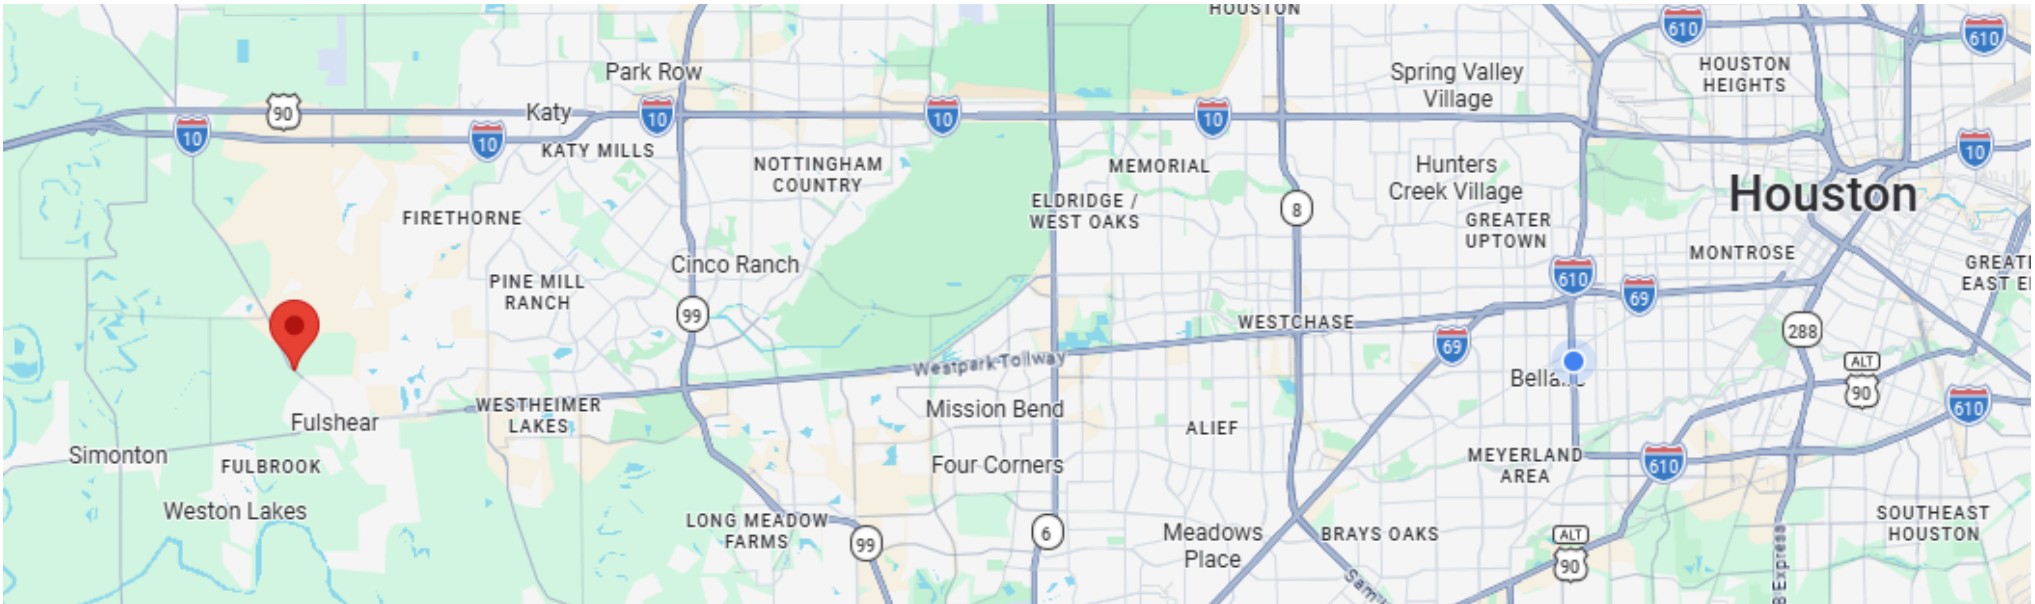 HOUSTON
610
610
Park Row
Spring Valley
Village
HOUSTON
HEIGHTS
90
Katy
10
10
10
10
10
10
KATY MILLS
NOTTINGHAM
COUNTRY
MEMORIAL
Hunters
Creek Village
Houston
FIRETHORNE
ELDRIDGE /
WEST OAKS
8
GREATER
UPTOWN
MONTROSE
Cinco Ranch
PINE MILL
RANCH
610
69
99
WESTCHASE
69
288
Westpark Tollway
ALT
90
Fulshear
WESTHEIMER
LAKES
Mission Bend
ALIEF
610
Simonton
FULBROOK
Four Corners
MEYERLAND
AREA
610
Weston Lakes
LONG MEADOW
FARMS
99
6
Meadows
Place
BRAYS OAKS
ALT
90
SOUTHEAST
HOUSTON